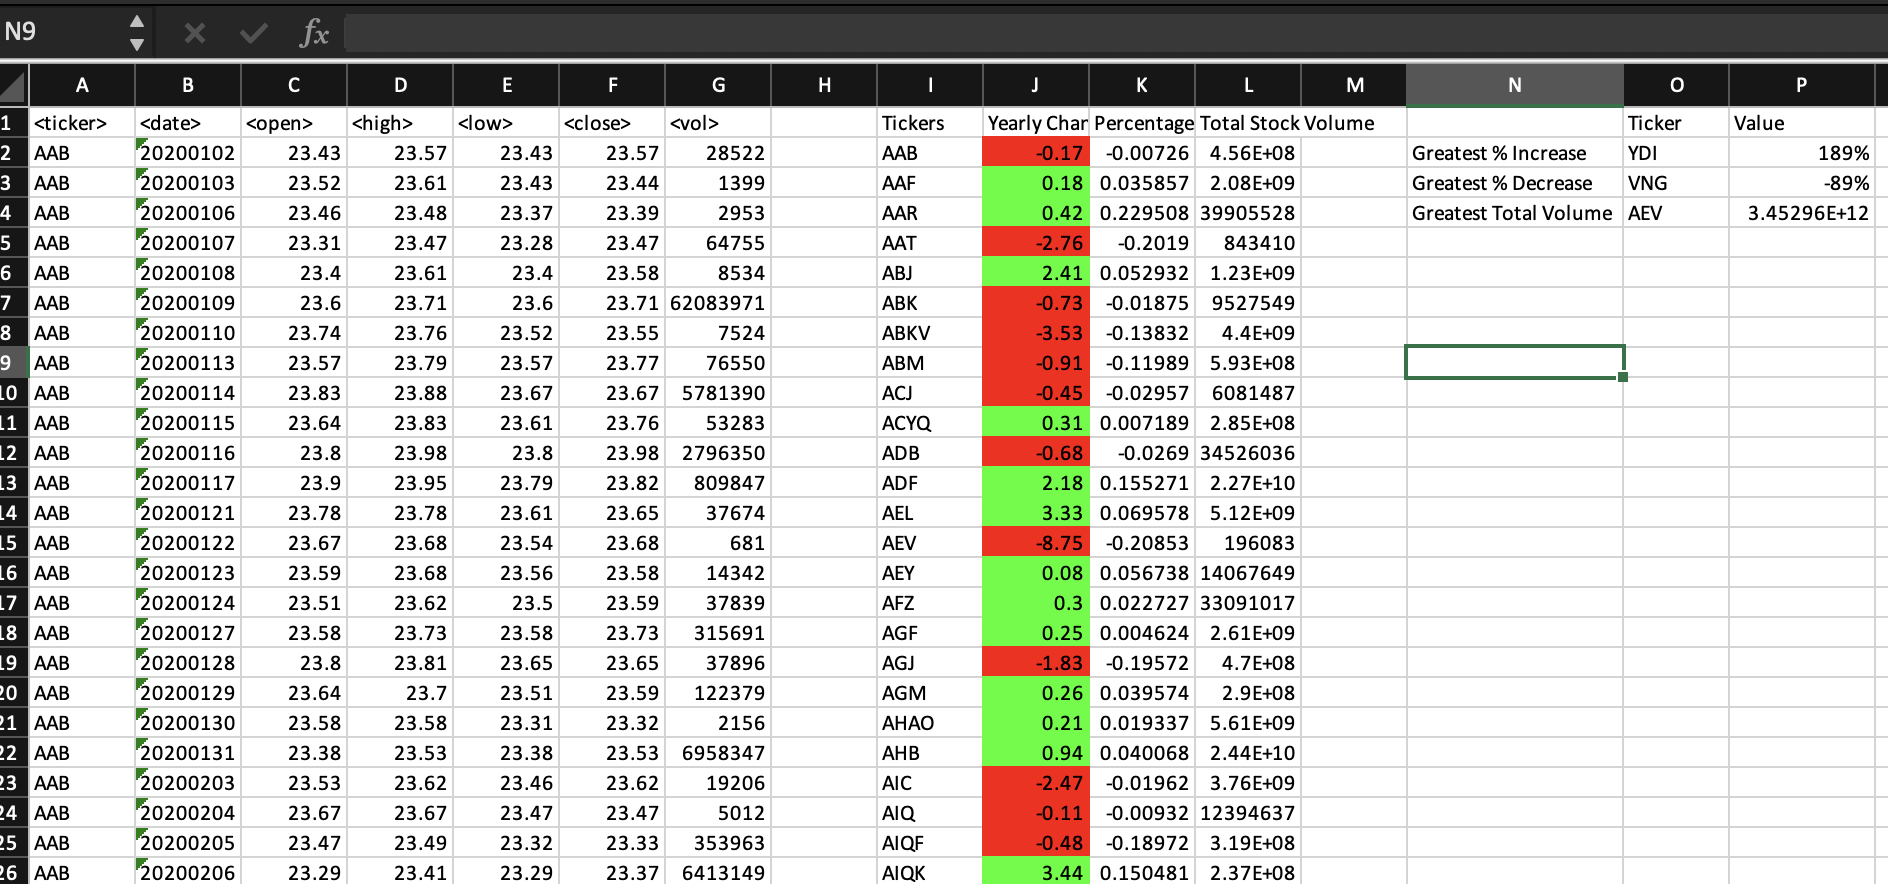 N9 fx
A B C D E F G H I J K L M N O P
1 <ticker> <date> <open> <high> <low> <close> <vol> Tickers Yearly Char Percentage Total Stock Volume Ticker Value
2 AAB 20200102 23.43 23.57 23.43 23.57 28522 AAB -0.17 -0.00726 4.56E+08 Greatest % Increase YDI 189%
3 AAB 20200103 23.52 23.61 23.43 23.44 1399 AAF 0.18 0.035857 2.08E+09 Greatest % Decrease VNG -89%
4 AAB 20200106 23.46 23.48 23.37 23.39 2953 AAR 0.42 0.229508 39905528 Greatest Total Volume AEV 3.45296E+12
5 AAB 20200107 23.31 23.47 23.28 23.47 64755 AAT -2.76 -0.2019 843410
6 AAB 20200108 23.4 23.61 23.4 23.58 8534 ABJ 2.41 0.052932 1.23E+09
7 AAB 20200109 23.6 23.71 23.6 23.71 62083971 ABK -0.73 -0.01875 9527549
8 AAB 20200110 23.74 23.76 23.52 23.55 7524 ABKV -3.53 -0.13832 4.4E+09
9 AAB 20200113 23.57 23.79 23.57 23.77 76550 ABM -0.91 -0.11989 5.93E+08
10 AAB 20200114 23.83 23.88 23.67 23.67 5781390 ACJ -0.45 -0.02957 6081487
11 AAB 20200115 23.64 23.83 23.61 23.76 53283 ACYQ 0.31 0.007189 2.85E+08
12 AAB 20200116 23.8 23.98 23.8 23.98 2796350 ADB -0.68 -0.0269 34526036
13 AAB 20200117 23.9 23.95 23.79 23.82 809847 ADF 2.18 0.155271 2.27E+10
14 AAB 20200121 23.78 23.78 23.61 23.65 37674 AEL 3.33 0.069578 5.12E+09
15 AAB 20200122 23.67 23.68 23.54 23.68 681 AEV -8.75 -0.20853 196083
16 AAB 20200123 23.59 23.68 23.56 23.58 14342 AEY 0.08 0.056738 14067649
17 AAB 20200124 23.51 23.62 23.5 23.59 37839 AFZ 0.3 0.022727 33091017
18 AAB 20200127 23.58 23.73 23.58 23.73 315691 AGF 0.25 0.004624 2.61E+09
19 AAB 20200128 23.8 23.81 23.65 23.65 37896 AGJ -1.83 -0.19572 4.7E+08
20 AAB 20200129 23.64 23.7 23.51 23.59 122379 AGM 0.26 0.039574 2.9E+08
21 AAB 20200130 23.58 23.58 23.31 23.32 2156 AHAO 0.21 0.019337 5.61E+09
22 AAB 20200131 23.38 23.53 23.38 23.53 6958347 AHB 0.94 0.040068 2.44E+10
23 AAB 20200203 23.53 23.62 23.46 23.62 19206 AIC -2.47 -0.01962 3.76E+09
24 AAB 20200204 23.67 23.67 23.47 23.47 5012 AIQ -0.11 -0.00932 12394637
25 AAB 20200205 23.47 23.49 23.32 23.33 353963 AIQF -0.48 -0.18972 3.19E+08
26 AAB 20200206 23.29 23.41 23.29 23.37 6413149 AIQK 3.44 0.150481 2.37E+08